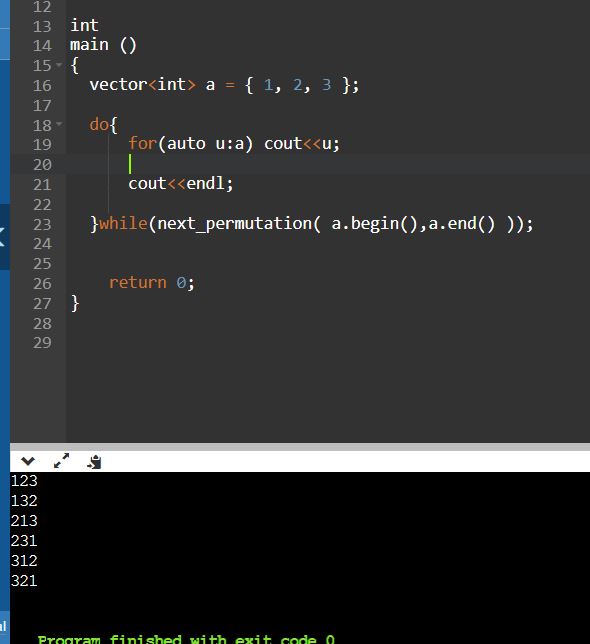 12
13 int
14 main ()
15 {
16 vector<int> a = { 1, 2, 3 };
17
18 do{
19 for(auto u:a) cout<<u;
20
21 cout<<endl;
22
23 }while(next_permutation( a.begin(),a.end() ));
24
25
26 return 0;
27 }
28
29
123
132
213
231
312
321
al
Program finished with exit code 0